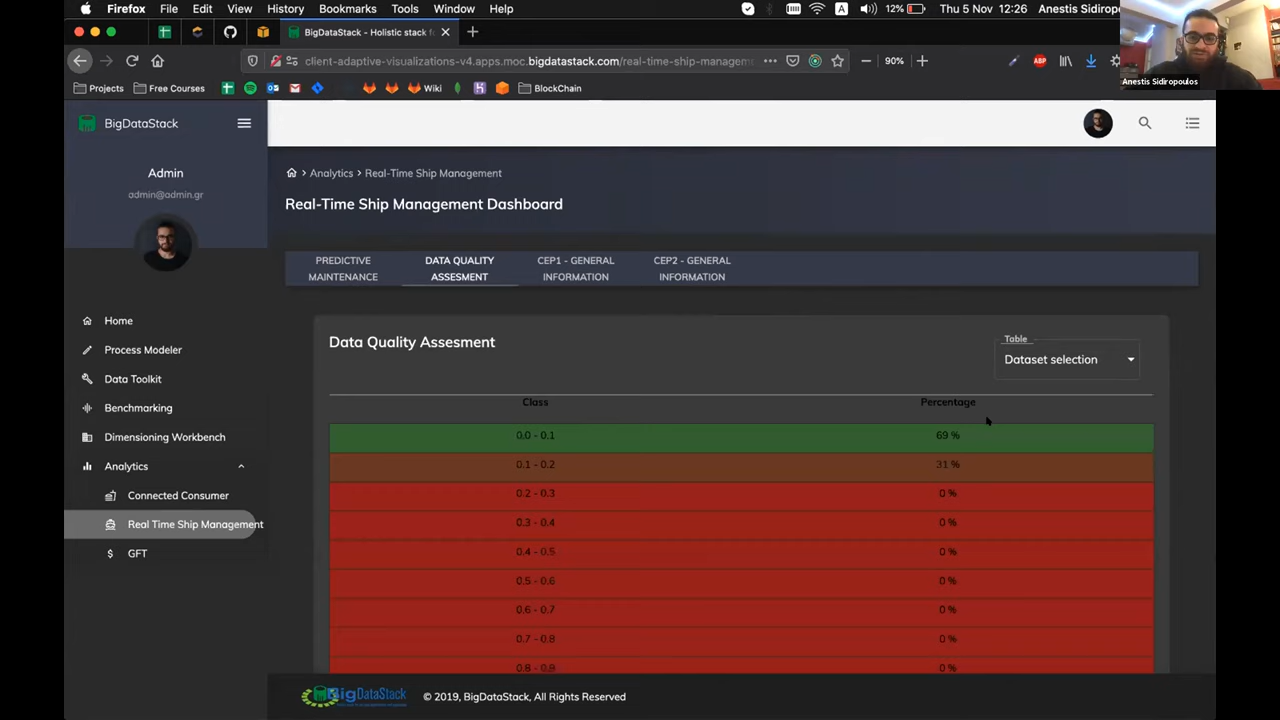 Firefox File Edit View History Bookmarks Tools Window Help A 12% Thu 5 Nov 12:26 Anestis Sidiropo
BigDataStack - Holistic stack f
client-adaptive-visualizations-v4.apps.moc.bigdatastack.com/real-time-ship-managem 90% ABP
Projects Free Courses Wiki BlockChain
Anestis Sidiropoulos
BigDataStack
Admin
admin@admin.gr
Home
Process Modeler
Data Toolkit
Benchmarking
Dimensioning Workbench
Analytics
Connected Consumer
Real Time Ship Management
$ GFT
> Analytics > Real-Time Ship Management
Real-Time Ship Management Dashboard
PREDICTIVE MAINTENANCE
DATA QUALITY ASSESMENT
CEP1 - GENERAL INFORMATION
CEP2 - GENERAL INFORMATION
Data Quality Assesment
Table
Dataset selection
Class Percentage
0.0 - 0.1 69 %
0.1 - 0.2 31 %
0.2 - 0.3 0 %
0.3 - 0.4 0 %
0.4 - 0.5 0 %
0.5 - 0.6 0 %
0.6 - 0.7 0 %
0.7 - 0.8 0 %
0.8 - 0.9 0 %
BigDataStack © 2019, BigDataStack, All Rights Reserved